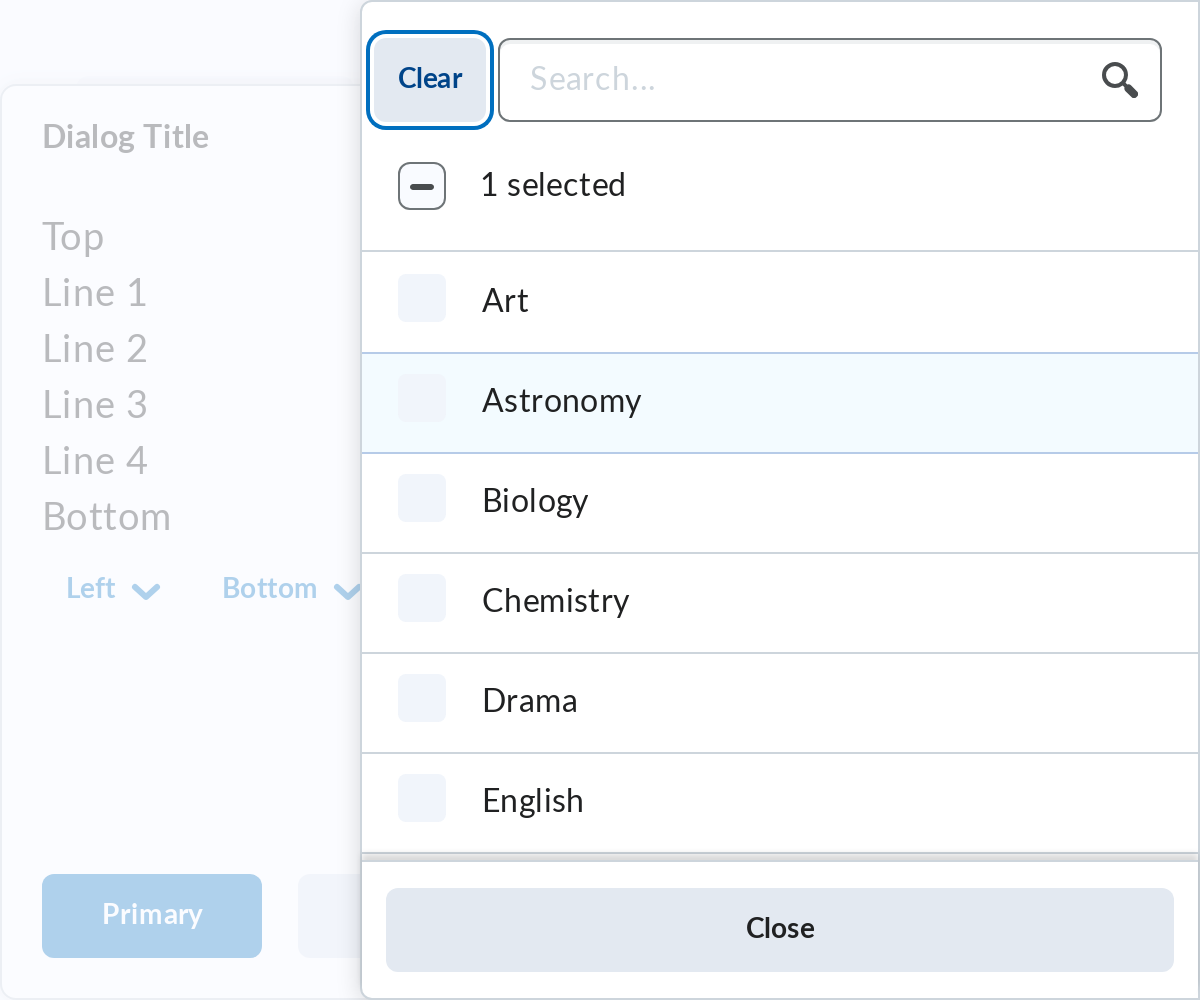 Clear
Search...
1 selected
Art
Astronomy
Biology
Chemistry
Drama
English
Close
Dialog Title
Top
Line 1
Line 2
Line 3
Line 4
Bottom
Left Bottom
Primary